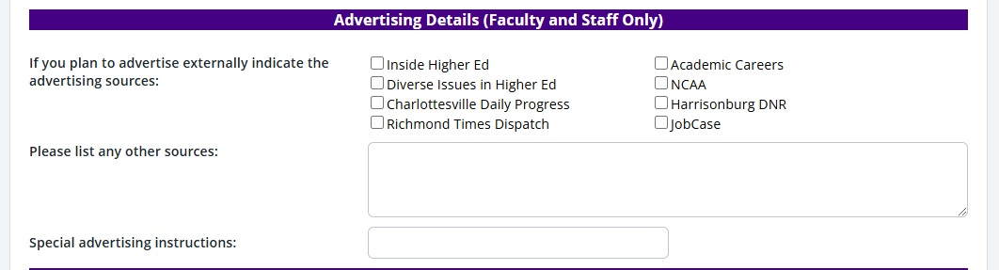 Advertising Details (Faculty and Staff Only)
If you plan to advertise externally indicate the
advertising sources:
Inside Higher Ed
Diverse Issues in Higher Ed
Charlottesville Daily Progress
Richmond Times Dispatch
Academic Careers
NCAA
Harrisonburg DNR
JobCase
Please list any other sources:
Special advertising instructions: